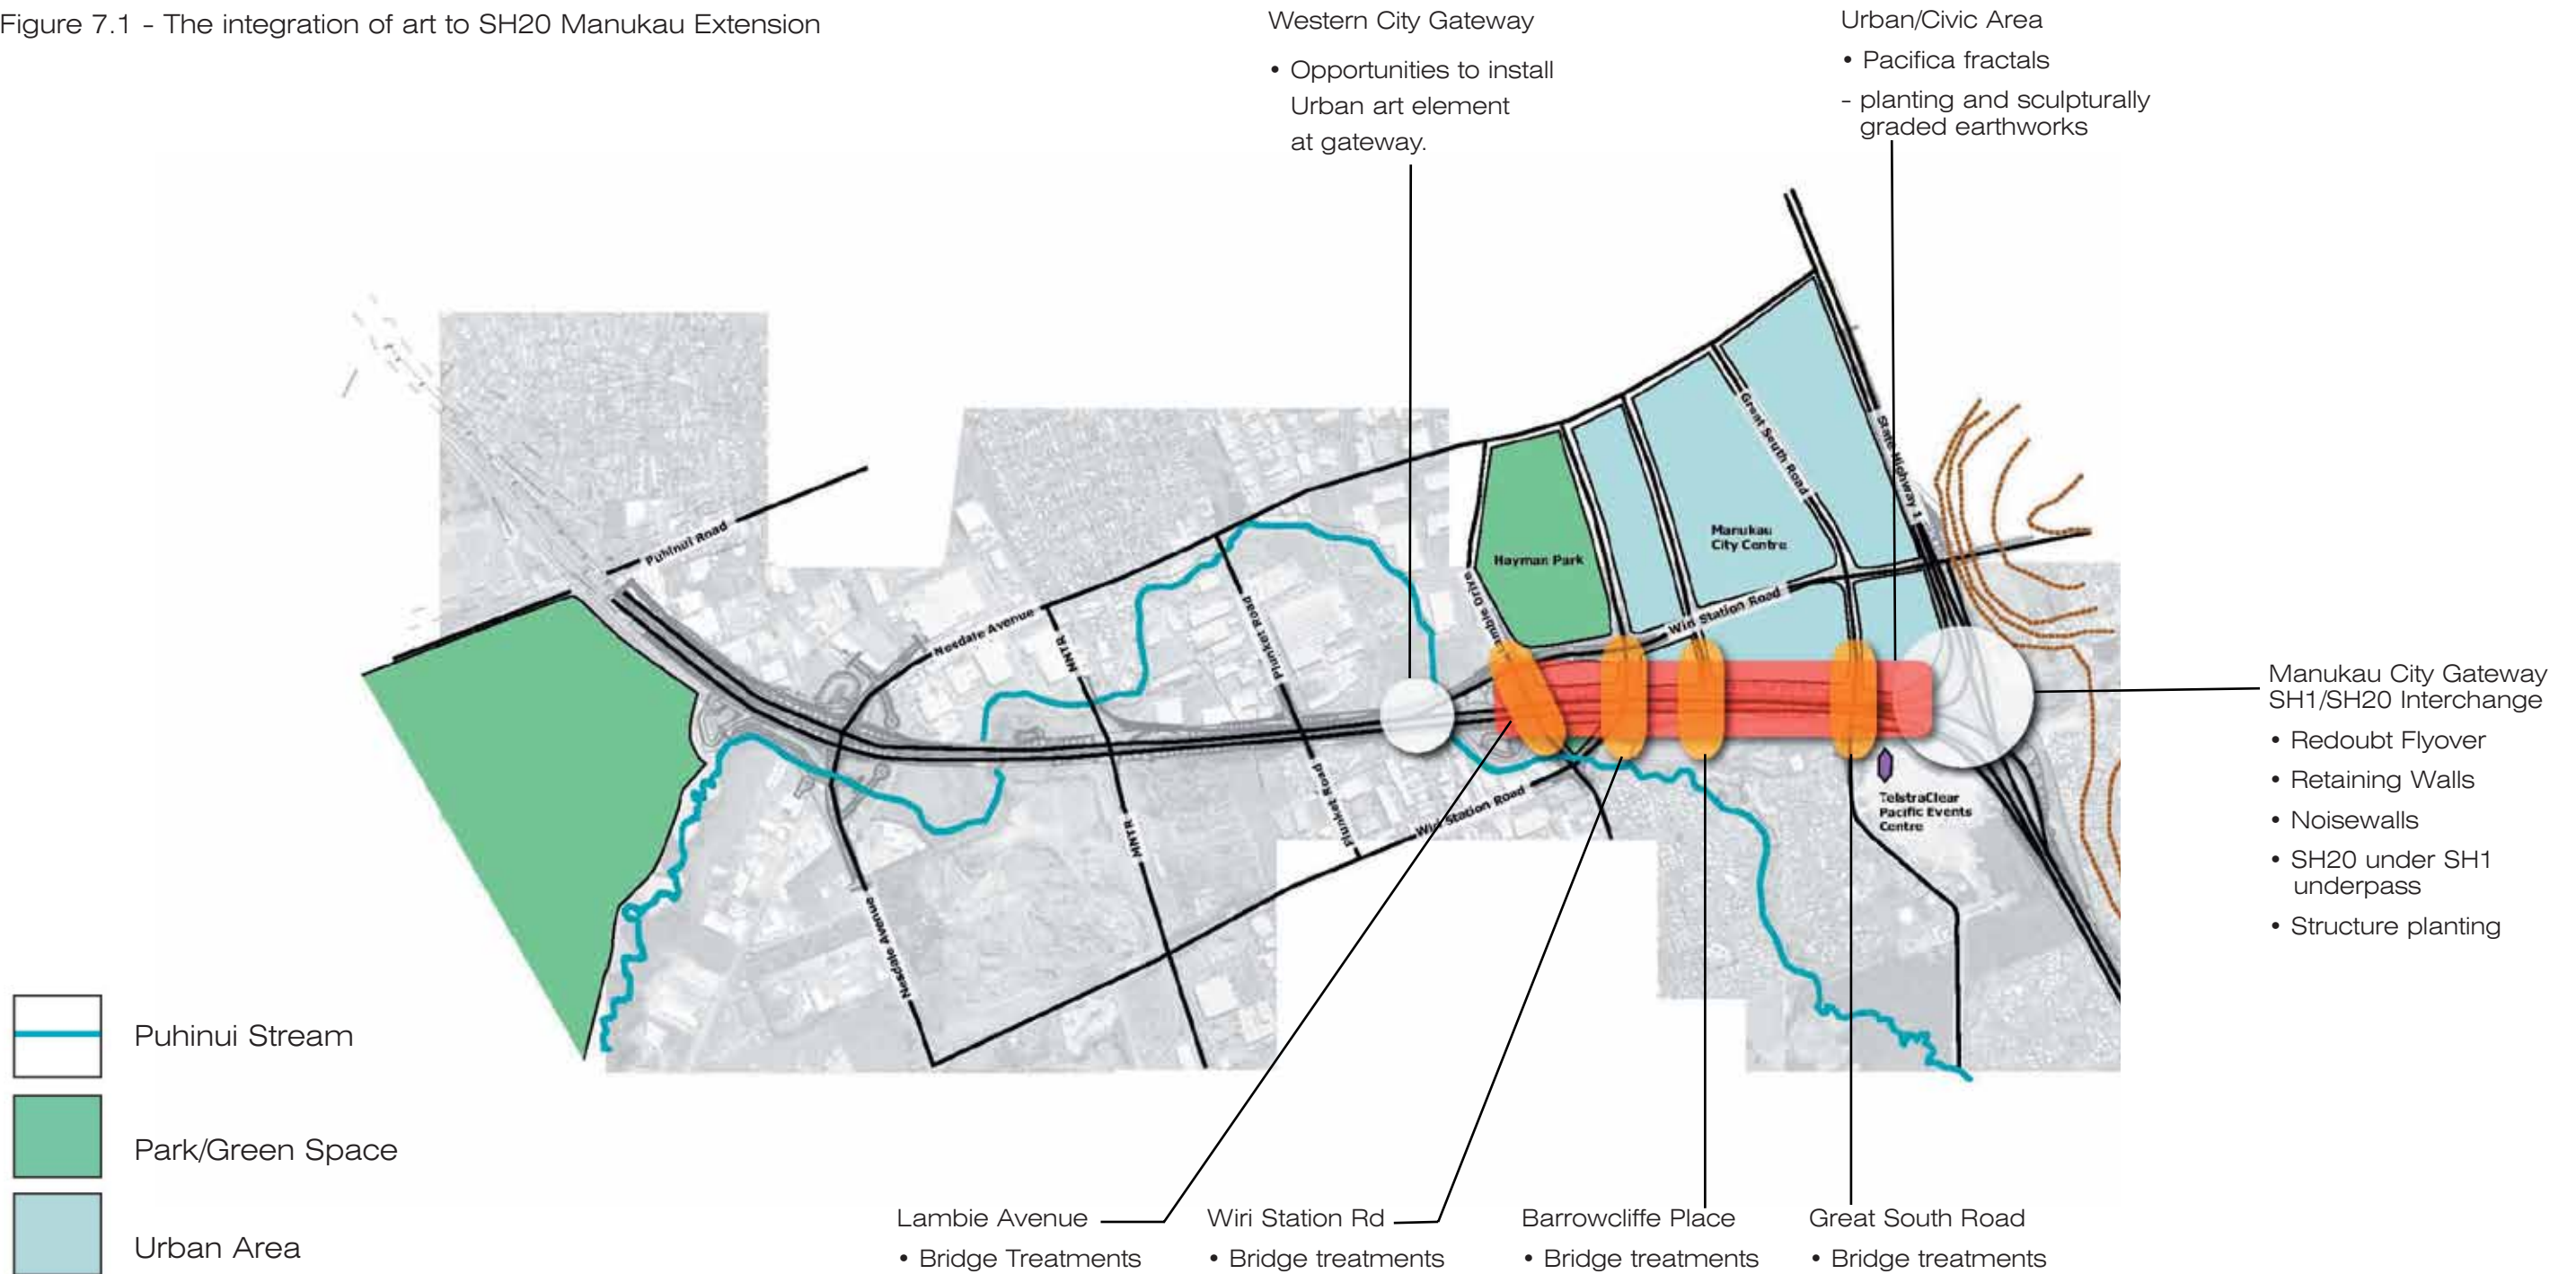 Figure 7.1 - The integration of art to SH20 Manukau Extension
Western City Gateway
• Opportunities to install
Urban art element
at gateway.
Urban/Civic Area
• Pacifica fractals
- planting and sculpturally
graded earthworks
Puhinui Road
Nesdale Avenue
MNTR
Plunket Road
Lambie Drive
Hayman Park
Great South Road
Manukau
City Centre
State Highway 1
Wiri Station Road
Manukau City Gateway
SH1/SH20 Interchange
• Redoubt Flyover
• Retaining Walls
• Noisewalls
• SH20 under SH1
underpass
• Structure planting
TelstraClear
Pacific Events
Centre
Wiri Station Road
Plunket Road
MNTR
Nesdale Avenue
Puhinui Stream
Park/Green Space
Urban Area
Lambie Avenue
• Bridge Treatments
Wiri Station Rd
• Bridge treatments
Barrowcliffe Place
• Bridge treatments
Great South Road
• Bridge treatments